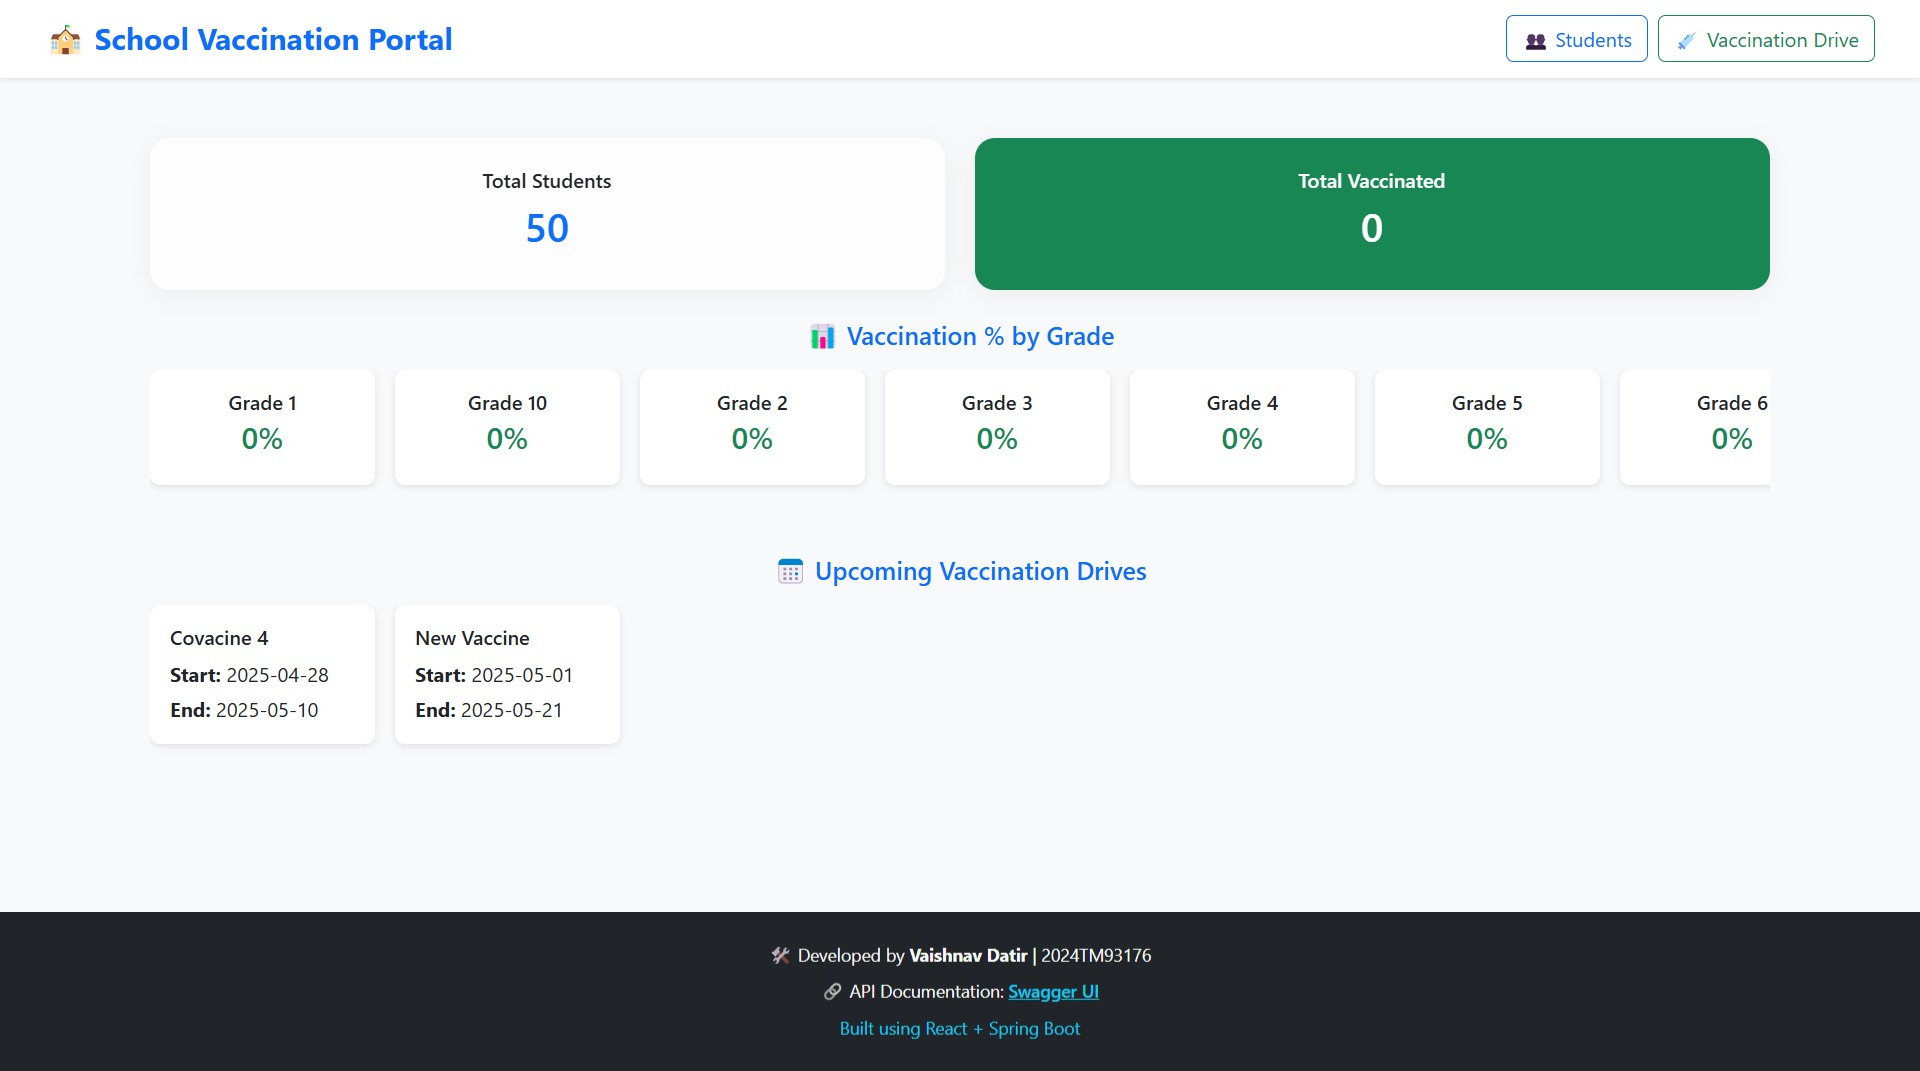 School Vaccination Portal
Students
Vaccination Drive
Total Students
50
Total Vaccinated
0
Vaccination % by Grade
Grade 1
0%
Grade 10
0%
Grade 2
0%
Grade 3
0%
Grade 4
0%
Grade 5
0%
Grade 6
0%
Upcoming Vaccination Drives
Covacine 4
Start: 2025-04-28
End: 2025-05-10
New Vaccine
Start: 2025-05-01
End: 2025-05-21
Developed by Vaishnav Datir | 2024TM93176
API Documentation: Swagger UI
Built using React + Spring Boot